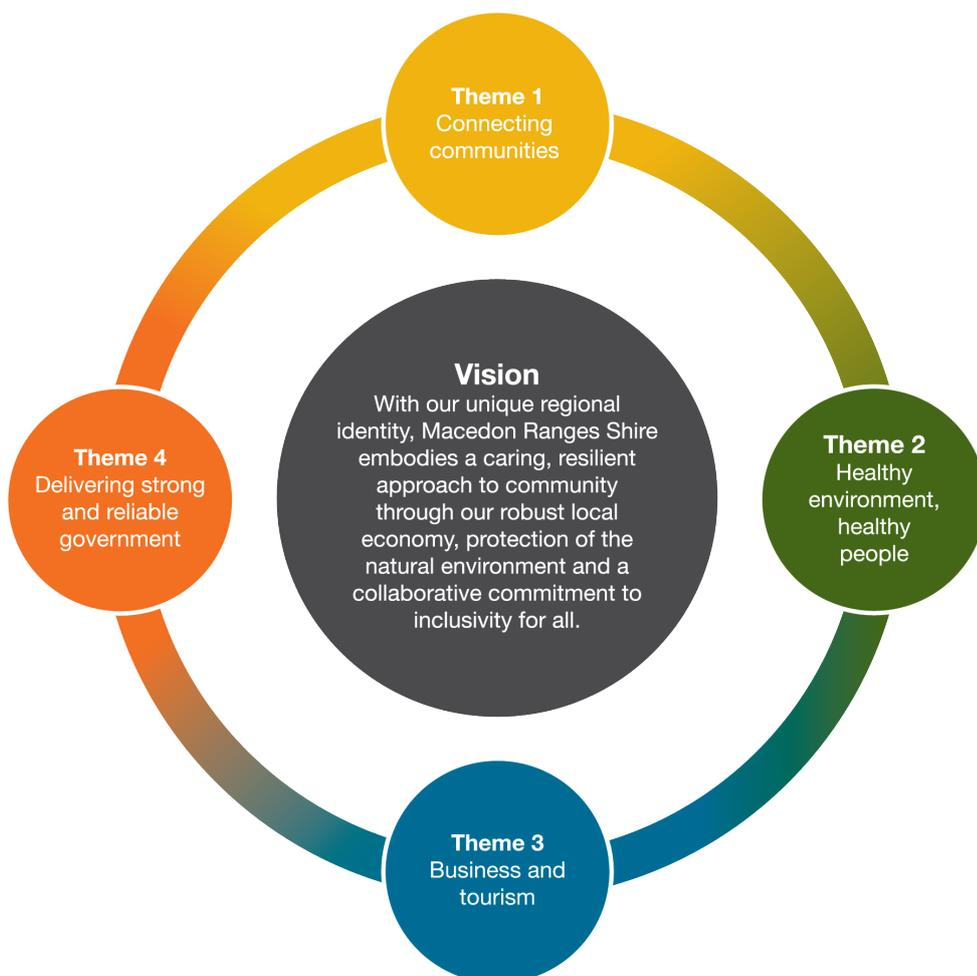 Theme 1
Connecting
communities
Vision
With our unique regional
identity, Macedon Ranges Shire
embodies a caring, resilient
approach to community
through our robust local
economy, protection of the
natural environment and a
collaborative commitment to
inclusivity for all.
Theme 2
Healthy
environment,
healthy
people
Theme 3
Business and
tourism
Theme 4
Delivering strong
and reliable
government